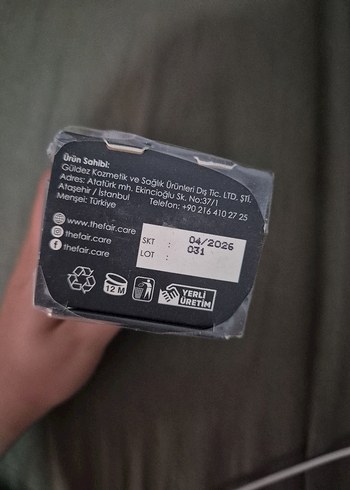 Ürün Sahibi:
Güldez Kozmetik ve Sağlık Ürünleri Dış Tic. LTD. ŞTİ.
Adres: Atatürk mh. Ekincioğlu Sk. No:37/1
Ataşehir / İstanbul Telefon: +90 216 410 27 25
Menşei: Türkiye
www.thefair.care
thefair.care
thefair.care
SKT : 04/2026
LOT : 031
12 M
YERLİ
ÜRETİM